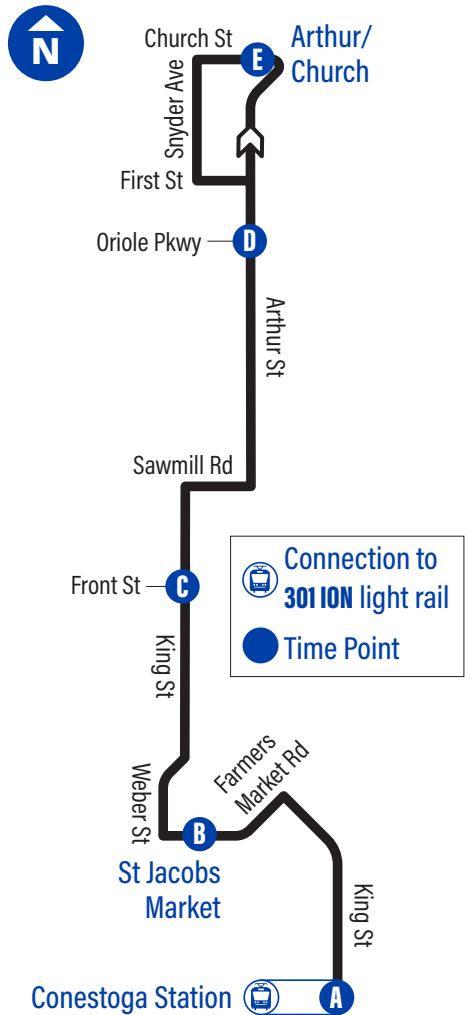 N
Church St
E
Arthur/
Church
Snyder Ave
First St
Oriole Pkwy
D
Arthur St
Sawmill Rd
Connection to
301 ION light rail
Time Point
Front St
C
King St
Farmers
Market Rd
Weber St
B
St Jacobs
Market
King St
Conestoga Station
A